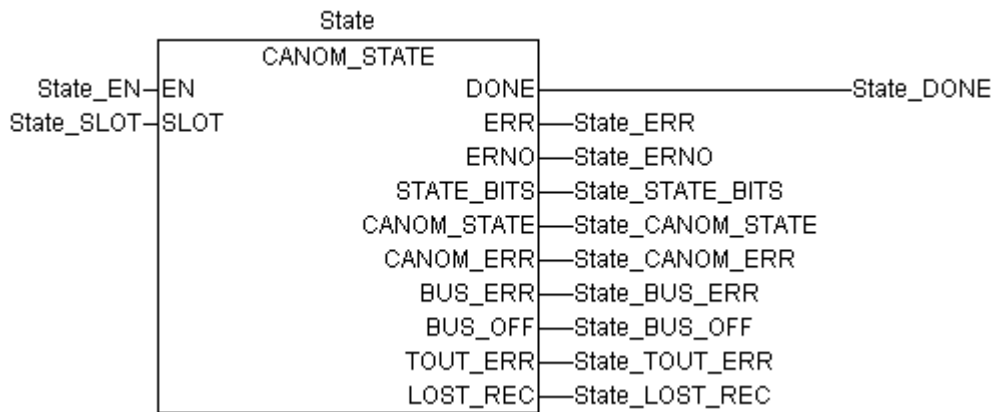 State
CANOM_STATE
State_EN EN DONE State_DONE
State_SLOT SLOT ERR State_ERR
ERNO State_ERNO
STATE_BITS State_STATE_BITS
CANOM_STATE State_CANOM_STATE
CANOM_ERR State_CANOM_ERR
BUS_ERR State_BUS_ERR
BUS_OFF State_BUS_OFF
TOUT_ERR State_TOUT_ERR
LOST_REC State_LOST_REC